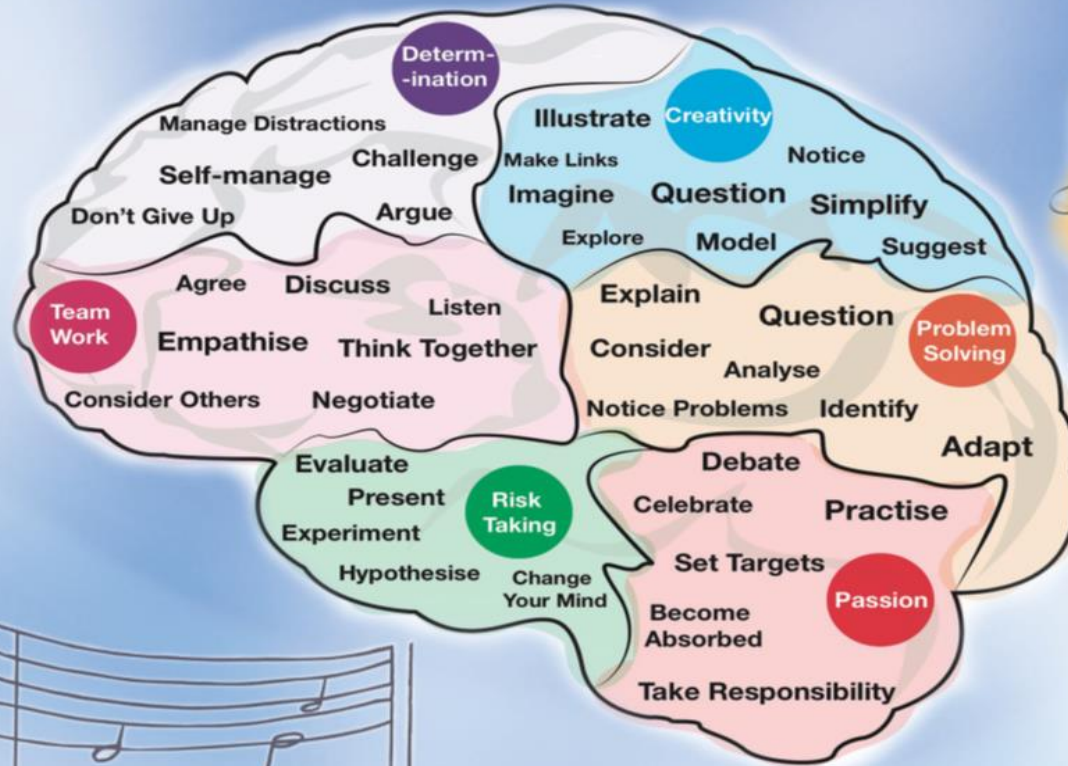 Determ-
-ination
Manage Distractions
Challenge
Self-manage
Don't Give Up
Argue
Illustrate
Creativity
Make Links
Notice
Imagine
Question
Simplify
Explore
Model
Suggest
Team
Work
Agree
Discuss
Listen
Empathise
Think Together
Consider Others
Negotiate
Explain
Question
Problem
Solving
Consider
Analyse
Notice Problems
Identify
Adapt
Evaluate
Present
Risk
Taking
Experiment
Hypothesise
Change
Your Mind
Debate
Celebrate
Practise
Set Targets
Passion
Become
Absorbed
Take Responsibility